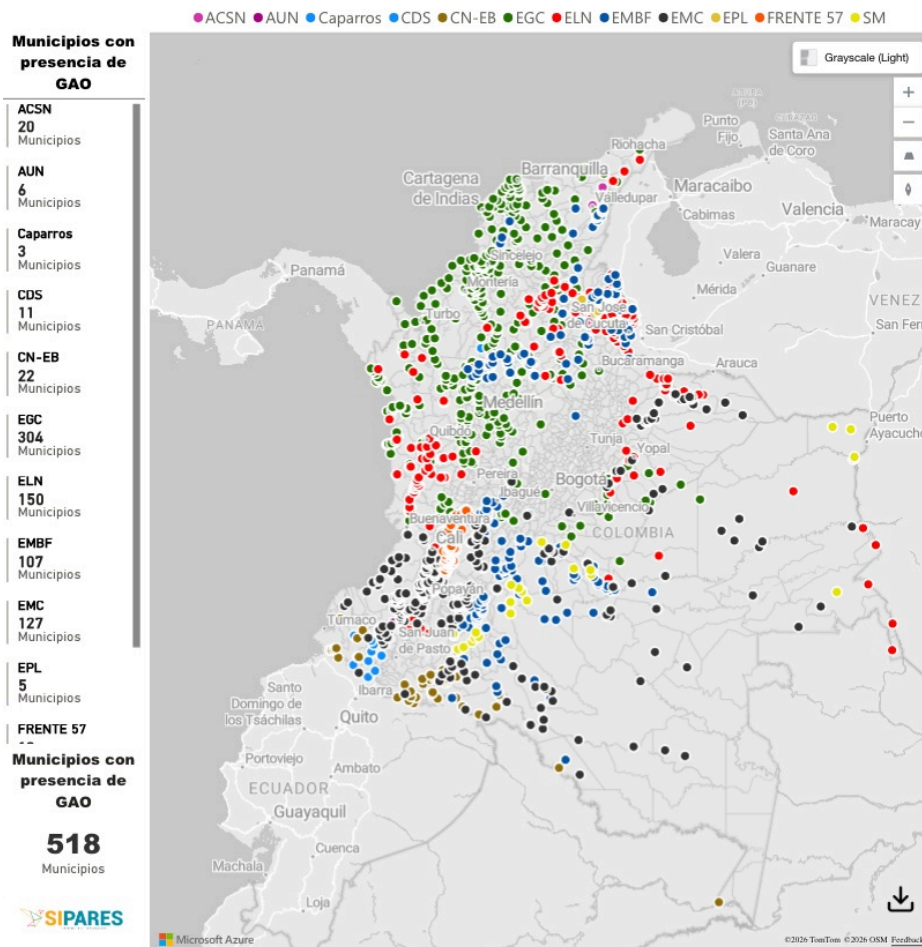 ACSN AUN Caparros CDS CN-EB EGC ELN EMBF EMC EPL FRENTE 57 SM
Municipios con
presencia de
GAO
ACSN
20
Municipios
AUN
6
Municipios
Caparros
3
Municipios
CDS
11
Municipios
CN-EB
22
Municipios
EGC
304
Municipios
ELN
150
Municipios
EMBF
107
Municipios
EMC
127
Municipios
EPL
5
Municipios
FRENTE 57
Municipios con
presencia de
GAO
518
Municipios
SIPARES
Grayscale (Light)
ARUBA
(P.B.)
CURAZAO
Punto
Fijo
Santa Ana
de Coro
Riohacha
Barranquilla
Cartagena
de Indias
Valledupar
Maracaibo
Cabimas
Valencia
Maracay
Sincelejo
Valera
Guanare
Montería
Panamá
Mérida
VENEZ
PANAMÁ
Turbo
San José
de Cúcuta
San Cristóbal
San Fern
Bucaramanga
Arauca
Medellín
Puerto
Ayacucho
Quibdó
Tunja
Yopal
Pereira
Bogotá
Ibagué
Villavicencio
Buenaventura
COLOMBIA
Cali
Popayán
Túmaco
San Juan
de Pasto
Santo
Domingo de
los Tsáchilas
Ibarra
Quito
Portoviejo
Ambato
ECUADOR
Guayaquil
Cuenca
Machala
Loja
Microsoft Azure
©2026 TomTom ©2026 OSM Feedback